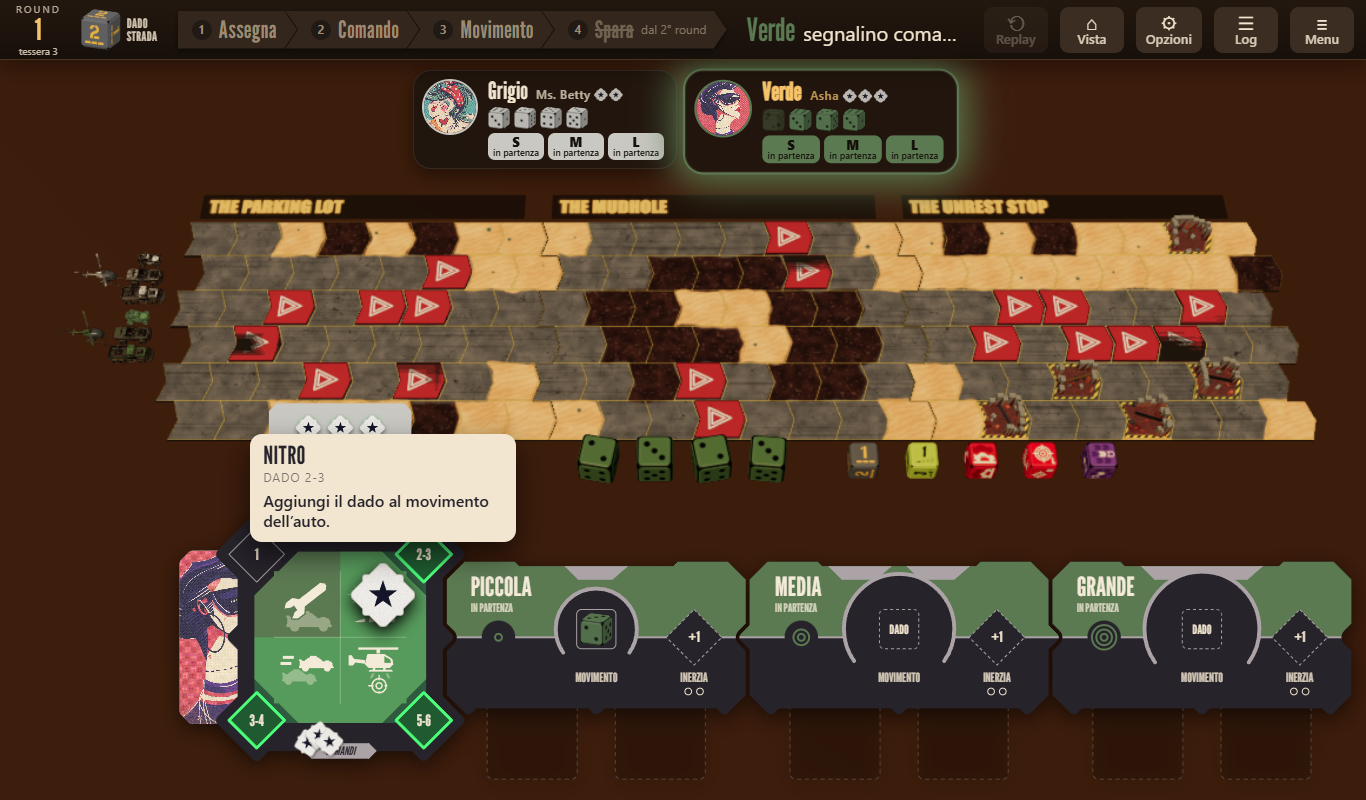 ROUND
1
tessera 3
2
DADO
STRADA
1 Assegna
2 Comando
3 Movimento
4 Sparo dal 2° round
Verde segnalino coma...
Replay
Vista
Opzioni
Log
Menu
Grigio Ms. Betty
S
in partenza
M
in partenza
L
in partenza
Verde Asha
S
in partenza
M
in partenza
L
in partenza
THE PARKING LOT
THE MUDHOLE
THE UNREST STOP
1
1
NITRO
DADO 2-3
Aggiungi il dado al movimento
dell'auto.
1
2-3
3-4
5-6
PICCOLA
IN PARTENZA
MOVIMENTO
+1
INERZIA
MEDIA
IN PARTENZA
DADO
MOVIMENTO
+1
INERZIA
GRANDE
IN PARTENZA
DADO
MOVIMENTO
+1
INERZIA